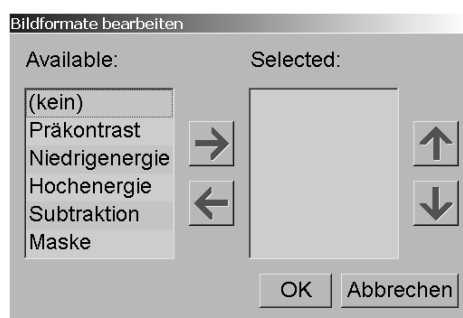 Bildformate bearbeiten
Available:
Selected:
(kein)
Präkontrast
Niedrigenergie
Hochenergie
Subtraktion
Maske
OK
Abbrechen